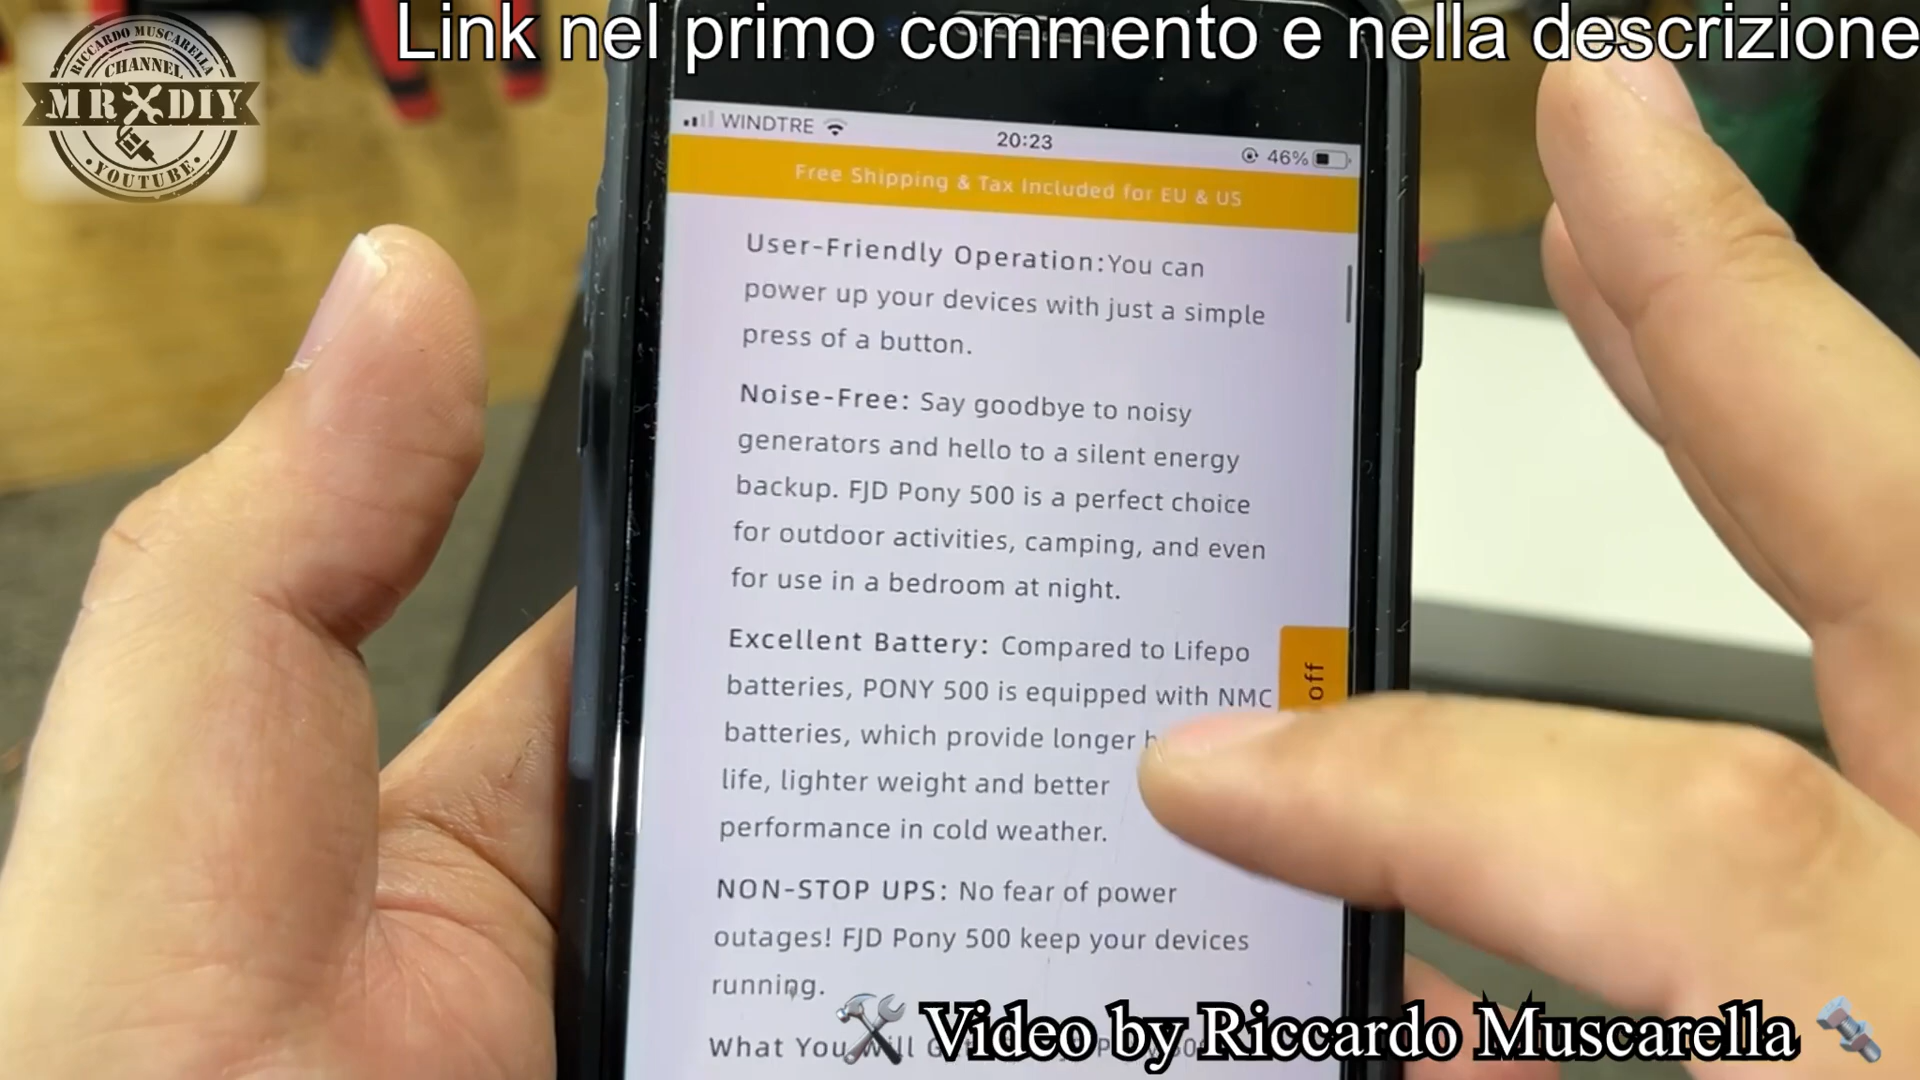 Link nel primo commento e nella descrizione
RICCARDO MUSCARELLA
CHANNEL
MR DIY
YOUTUBE
WINDTRE
20:23
46%
Free Shipping & Tax Included for EU & US
User-Friendly Operation:You can
power up your devices with just a simple
press of a button.
Noise-Free: Say goodbye to noisy
generators and hello to a silent energy
backup. FJD Pony 500 is a perfect choice
for outdoor activities, camping, and even
for use in a bedroom at night.
Excellent Battery: Compared to Lifepo
batteries, PONY 500 is equipped with NMC
off
batteries, which provide longer
life, lighter weight and better
performance in cold weather.
NON-STOP UPS: No fear of power
outages! FJD Pony 500 keep your devices
running.
What You
Video by Riccardo Muscarella